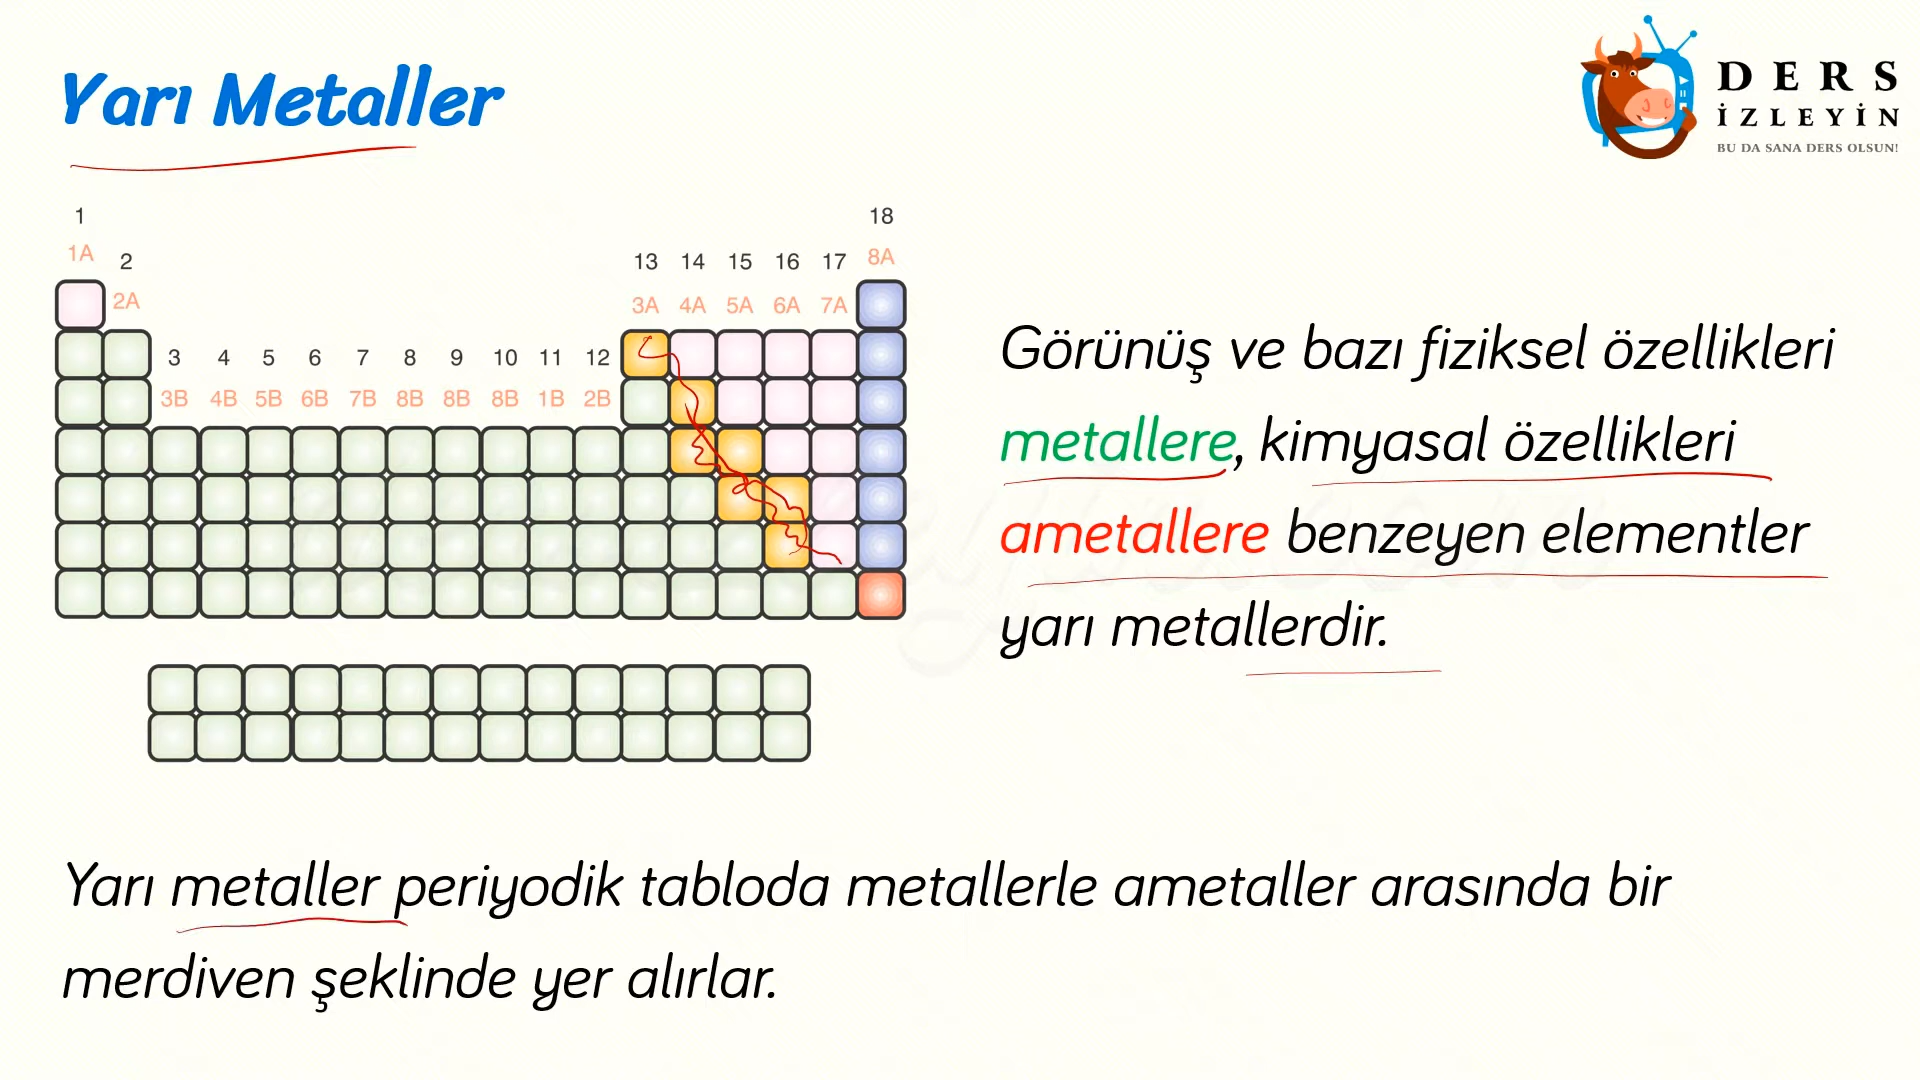 Yarı Metaller
DERS
İZLEYİN
BU DA SANA DERS OLSUN!
1 18
1A 2 13 14 15 16 17 8A
2A 3A 4A 5A 6A 7A
3 4 5 6 7 8 9 10 11 12
3B 4B 5B 6B 7B 8B 8B 8B 1B 2B
Görünüş ve bazı fiziksel özellikleri
metallere, kimyasal özellikleri
ametallere benzeyen elementler
yarı metallerdir.
Yarı metaller periyodik tabloda metallerle ametaller arasında bir
merdiven şeklinde yer alırlar.